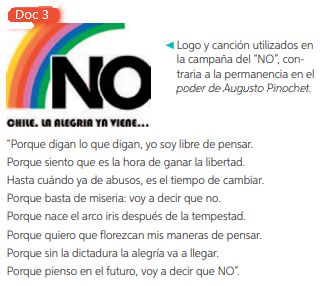 Doc 3
NO
CHILE, LA ALEGRIA YA VIENE...
◄ Logo y canción utilizados en
la campaña del "NO", con-
traria a la permanencia en el
poder de Augusto Pinochet.
"Porque digan lo que digan, yo soy libre de pensar.
Porque siento que es la hora de ganar la libertad.
Hasta cuándo ya de abusos, es el tiempo de cambiar.
Porque basta de miseria: voy a decir que no.
Porque nace el arco iris después de la tempestad.
Porque quiero que florezcan mis maneras de pensar.
Porque sin la dictadura la alegría va a llegar.
Porque pienso en el futuro, voy a decir que NO".